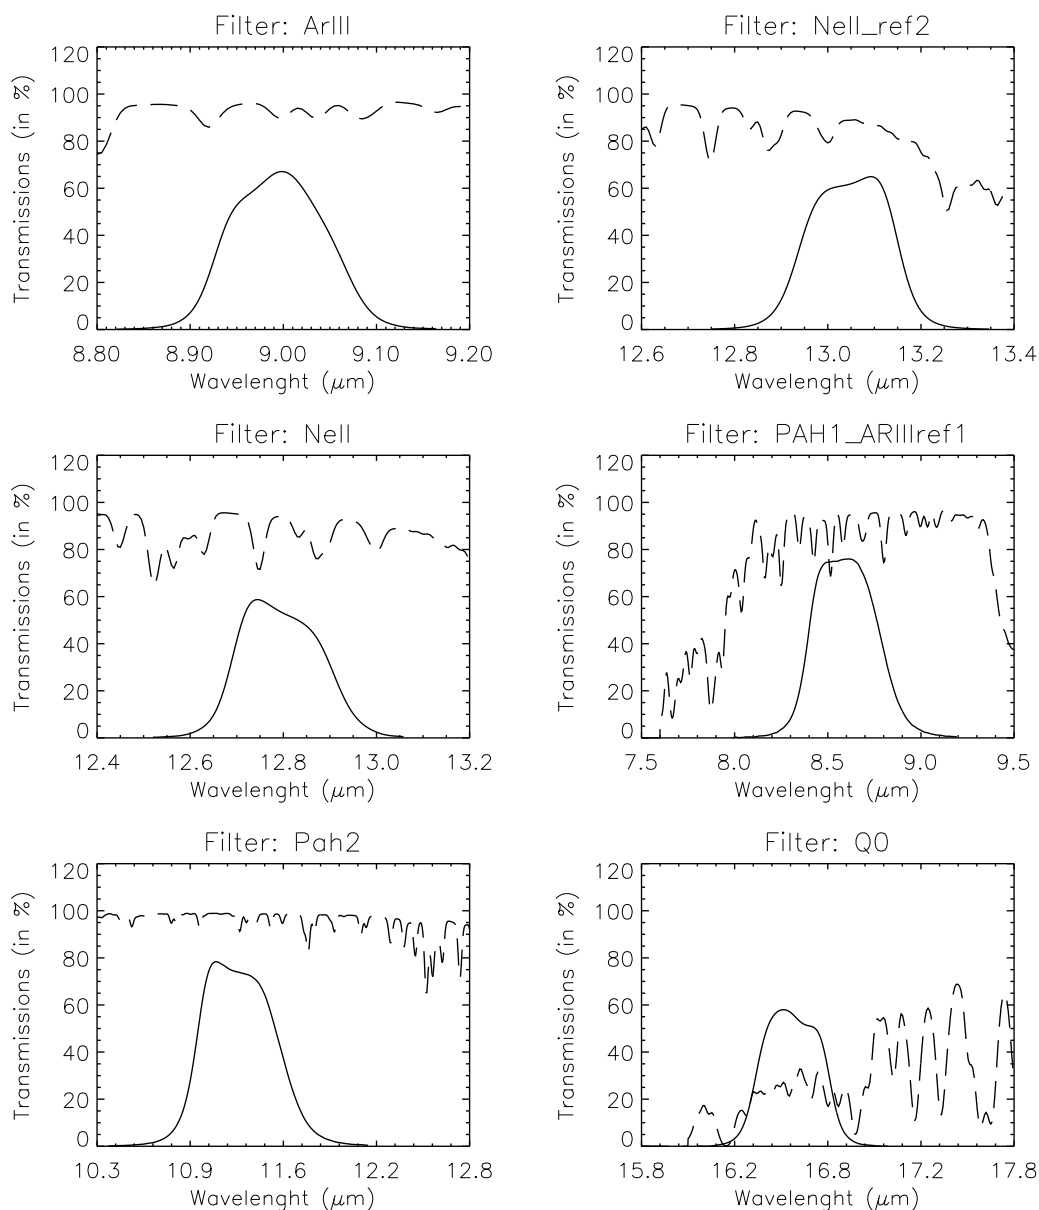 Filter: ArIII
Transmissions (in %)
120
100
80
60
40
20
0
8.80 8.90 9.00 9.10 9.20
Wavelenght (μm)
Filter: NeII_ref2
Transmissions (in %)
120
100
80
60
40
20
0
12.6 12.8 13.0 13.2 13.4
Wavelenght (μm)
Filter: NeII
Transmissions (in %)
120
100
80
60
40
20
0
12.4 12.6 12.8 13.0 13.2
Wavelenght (μm)
Filter: PAH1_ARIIIref1
Transmissions (in %)
120
100
80
60
40
20
0
7.5 8.0 8.5 9.0 9.5
Wavelenght (μm)
Filter: Pah2
Transmissions (in %)
120
100
80
60
40
20
0
10.3 10.9 11.6 12.2 12.8
Wavelenght (μm)
Filter: Q0
Transmissions (in %)
120
100
80
60
40
20
0
15.8 16.2 16.8 17.2 17.8
Wavelenght (μm)